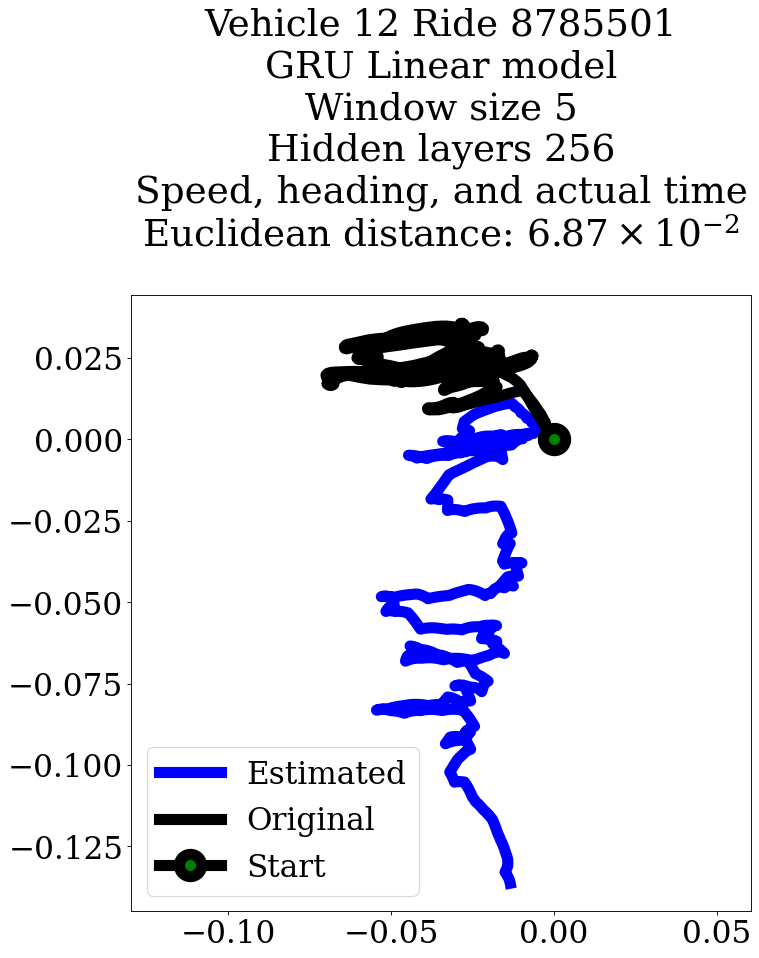 Vehicle 12 Ride 8785501
GRU Linear model
Window size 5
Hidden layers 256
Speed, heading, and actual time
Euclidean distance: 6.87 × 10⁻²
0.025
0.000
−0.025
−0.050
−0.075
−0.100
−0.125
Estimated
Original
Start
−0.10 −0.05 0.00 0.05